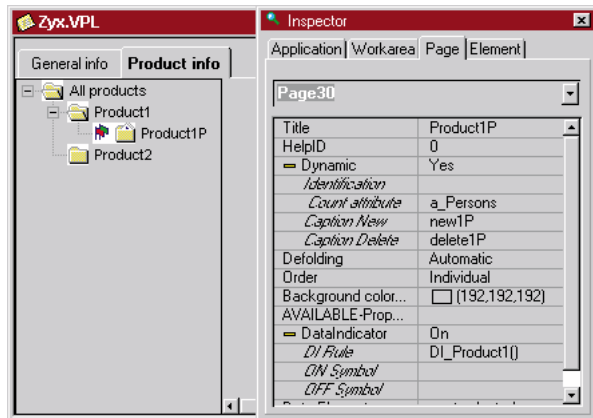 Zyx.VPL
General info Product info
All products
Product1
Product1P
Product2
Inspector
Application Workarea Page Element
Page30
Title Product1P
HelpID 0
Dynamic Yes
Identification
Count attribute a_Persons
Caption New new1P
Caption Delete delete1P
Defolding Automatic
Order Individual
Background color... (192,192,192)
AVAILABLE-Prop...
DataIndicator On
DI Rule DI_Product1()
ON Symbol
OFF Symbol